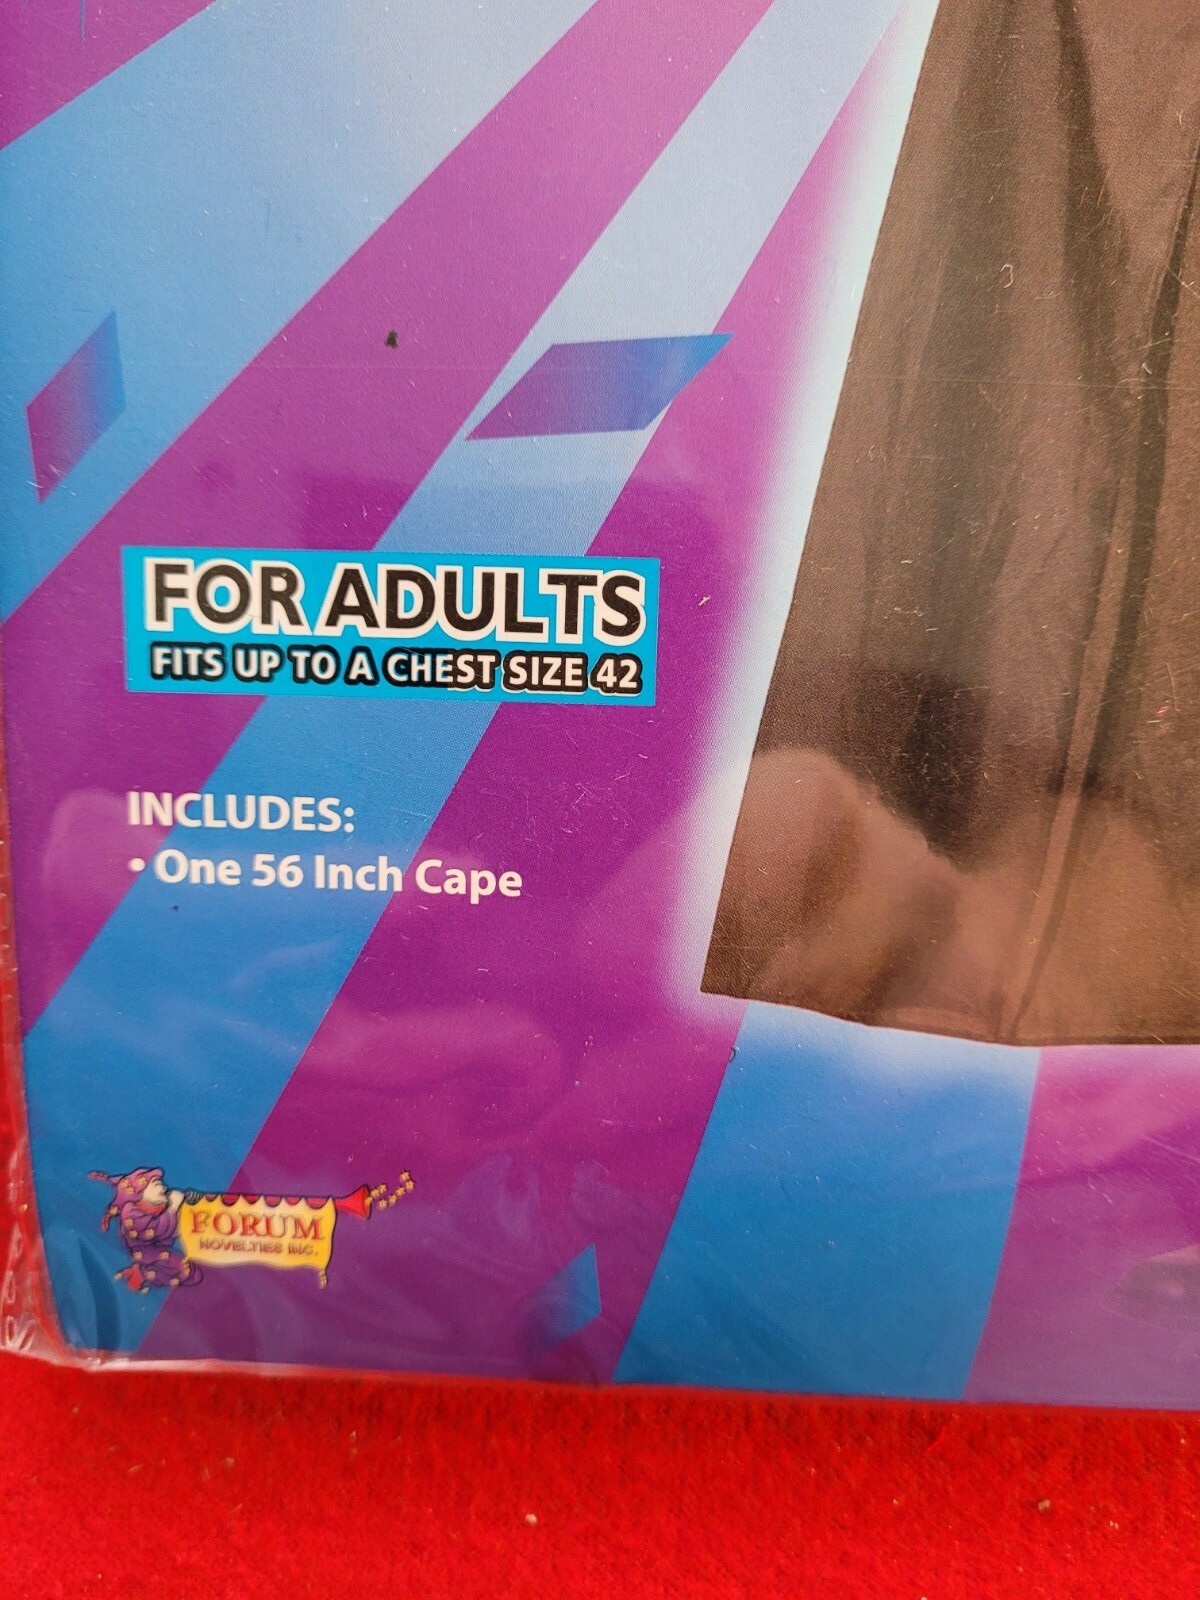 FOR ADULTS
FITS UP TO A CHEST SIZE 42
INCLUDES:
• One 56 Inch Cape
FORUM
NOVELTIES INC.